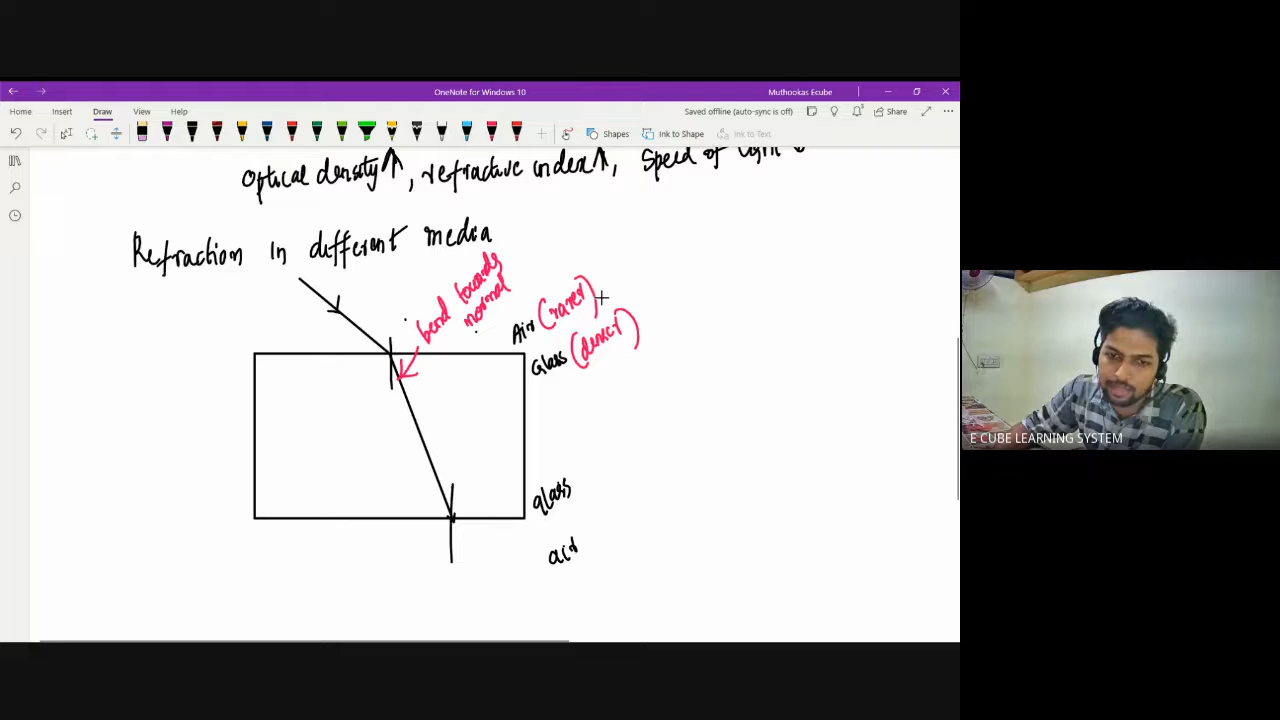 OneNote for Windows 10
Muthookas Ecube
Home Insert Draw View Help
Saved offline (auto-sync is off) Share
Shapes Ink to Shape Ink to Text
Optical density↑, refractive index↑, Speed of light
Refraction in different media
bend towards
normal
Air (rarer)
Glass (denser)
glass
air
E CUBE LEARNING SYSTEM